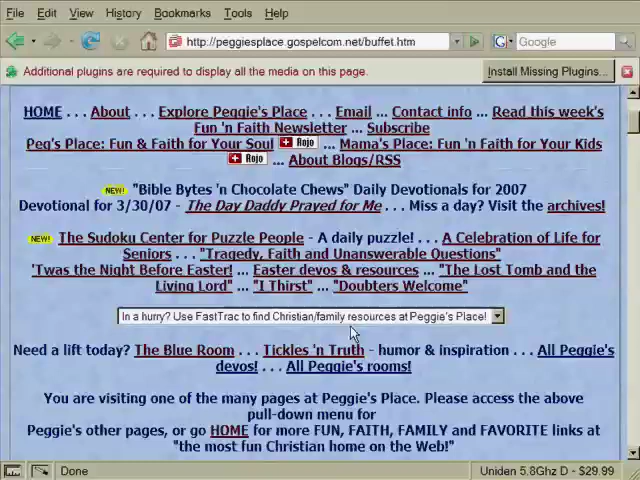 File Edit View History Bookmarks Tools Help
http://peggiesplace.gospelcom.net/buffet.htm Google
Additional plugins are required to display all the media on this page. Install Missing Plugins...
HOME . . . About . . . Explore Peggie's Place . . . Email ... Contact info ... Read this week's
Fun 'n Faith Newsletter ... Subscribe
Peg's Place: Fun & Faith for Your Soul + Rojo ... Mama's Place: Fun 'n Faith for Your Kids
+ Rojo ... About Blogs/RSS
NEW! "Bible Bytes 'n Chocolate Chews" Daily Devotionals for 2007
Devotional for 3/30/07 - The Day Daddy Prayed for Me . . . Miss a day? Visit the archives!
NEW! The Sudoku Center for Puzzle People - A daily puzzle! . . . A Celebration of Life for
Seniors . . . "Tragedy, Faith and Unanswerable Questions"
'Twas the Night Before Easter! ... Easter devos & resources ... "The Lost Tomb and the
Living Lord" ... "I Thirst" ... "Doubters Welcome"
In a hurry? Use FastTrac to find Christian/family resources at Peggie's Place!
Need a lift today? The Blue Room . . . Tickles 'n Truth - humor & inspiration . . . All Peggie's
devos! . . . All Peggie's rooms!
You are visiting one of the many pages at Peggie's Place. Please access the above
pull-down menu for
Peggie's other pages, or go HOME for more FUN, FAITH, FAMILY and FAVORITE links at
"the most fun Christian home on the Web!"
Done Uniden 5.8Ghz D - $29.99